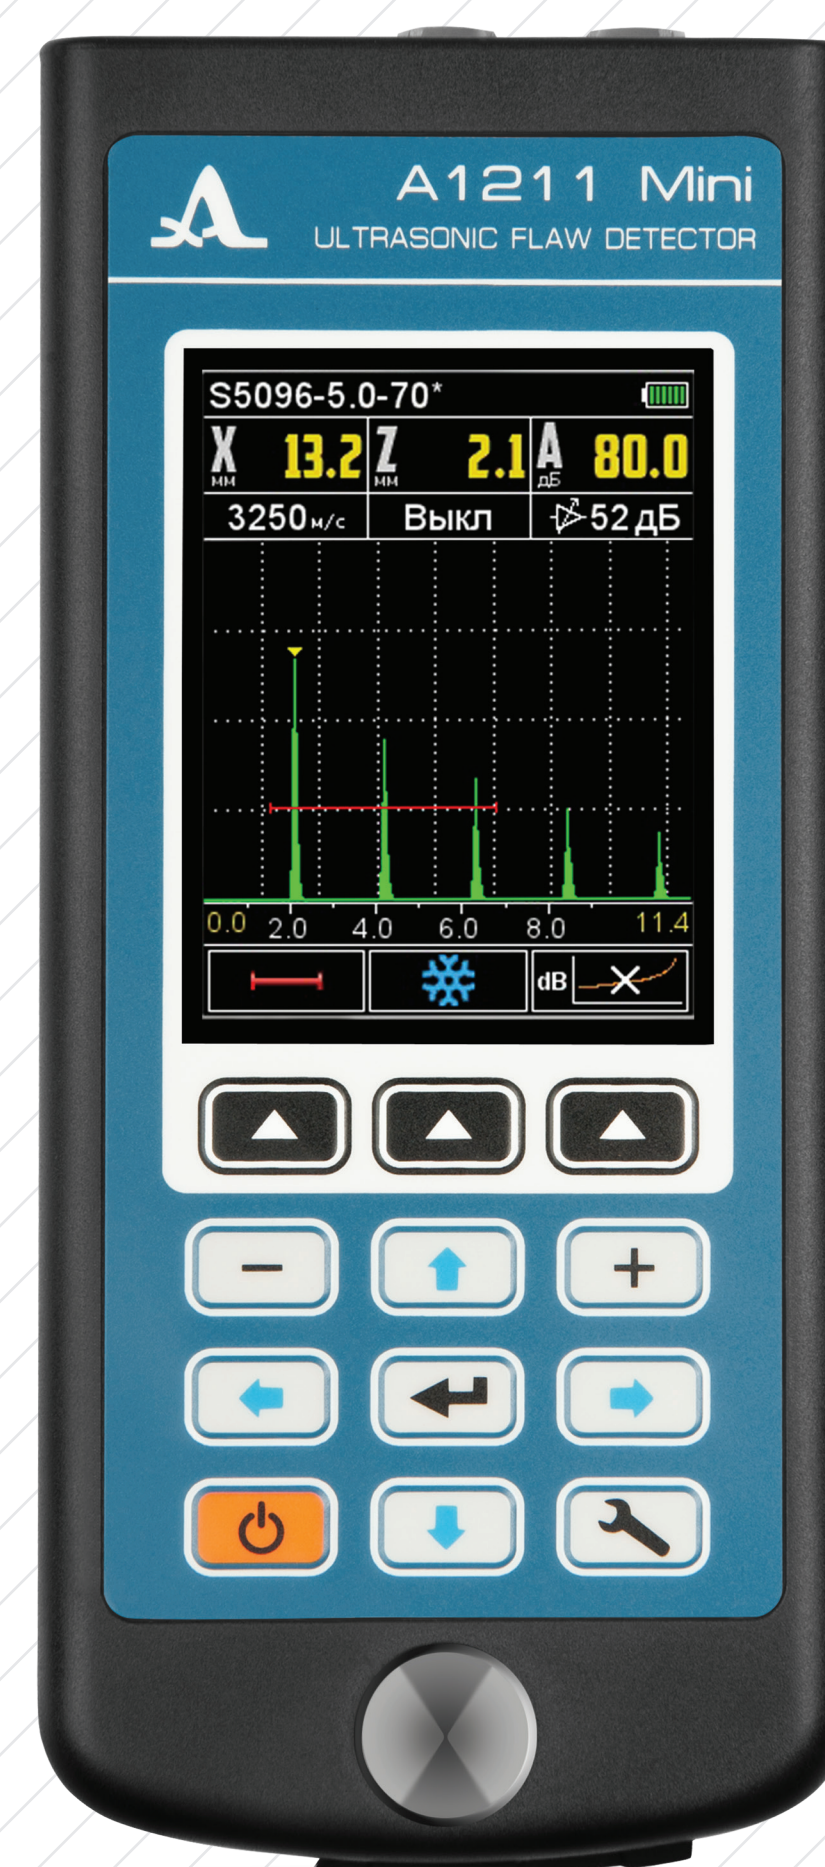 A1211 Mini
ULTRASONIC FLAW DETECTOR
S5096-5.0-70*
X мм 13.2 Z мм 2.1 A дБ 80.0
3250 м/с Выкл 52 дБ
0.0 2.0 4.0 6.0 8.0 11.4
dB